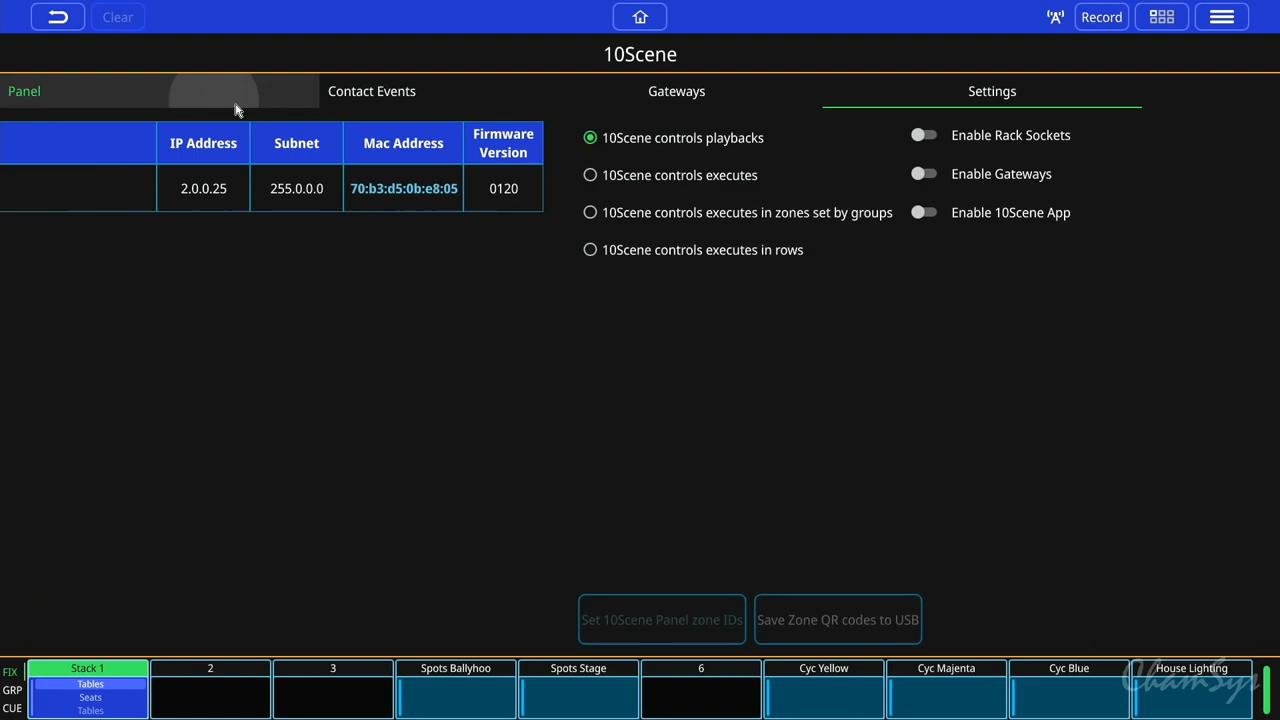 Clear
Record
10Scene
Panel
Contact Events
Gateways
Settings
IP Address
Subnet
Mac Address
Firmware
Version
2.0.0.25
255.0.0.0
70:b3:d5:0b:e8:05
0120
10Scene controls playbacks
10Scene controls executes
10Scene controls executes in zones set by groups
10Scene controls executes in rows
Enable Rack Sockets
Enable Gateways
Enable 10Scene App
Set 10Scene Panel zone IDs
Save Zone QR codes to USB
FIX
GRP
CUE
Stack 1
Tables
Seats
Tables
2
3
Spots Ballyhoo
Spots Stage
6
Cyc Yellow
Cyc Majenta
Cyc Blue
House Lighting
ChamSys